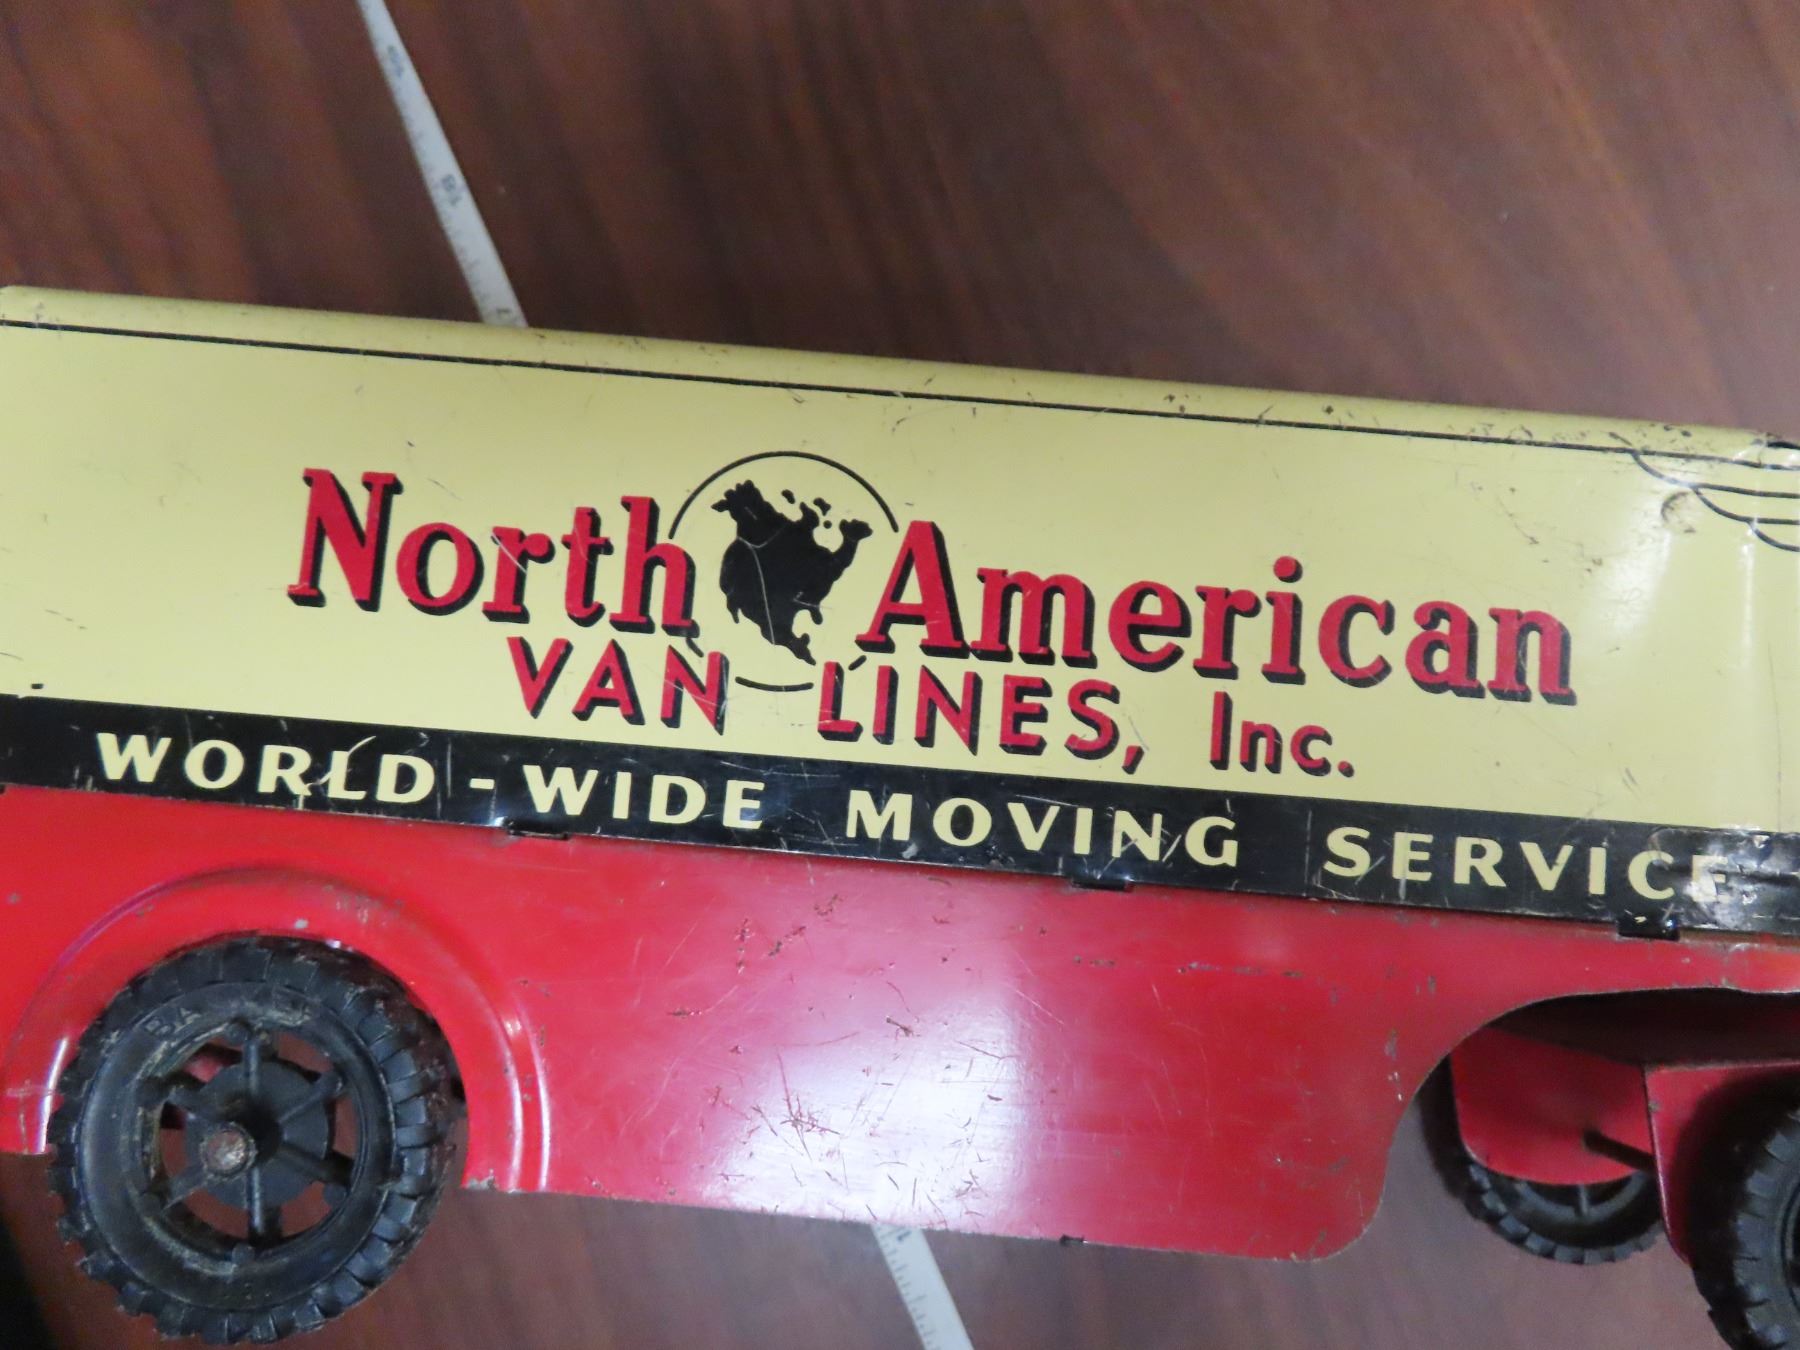 North American
VAN LINES, Inc.
WORLD-WIDE MOVING SERVICE